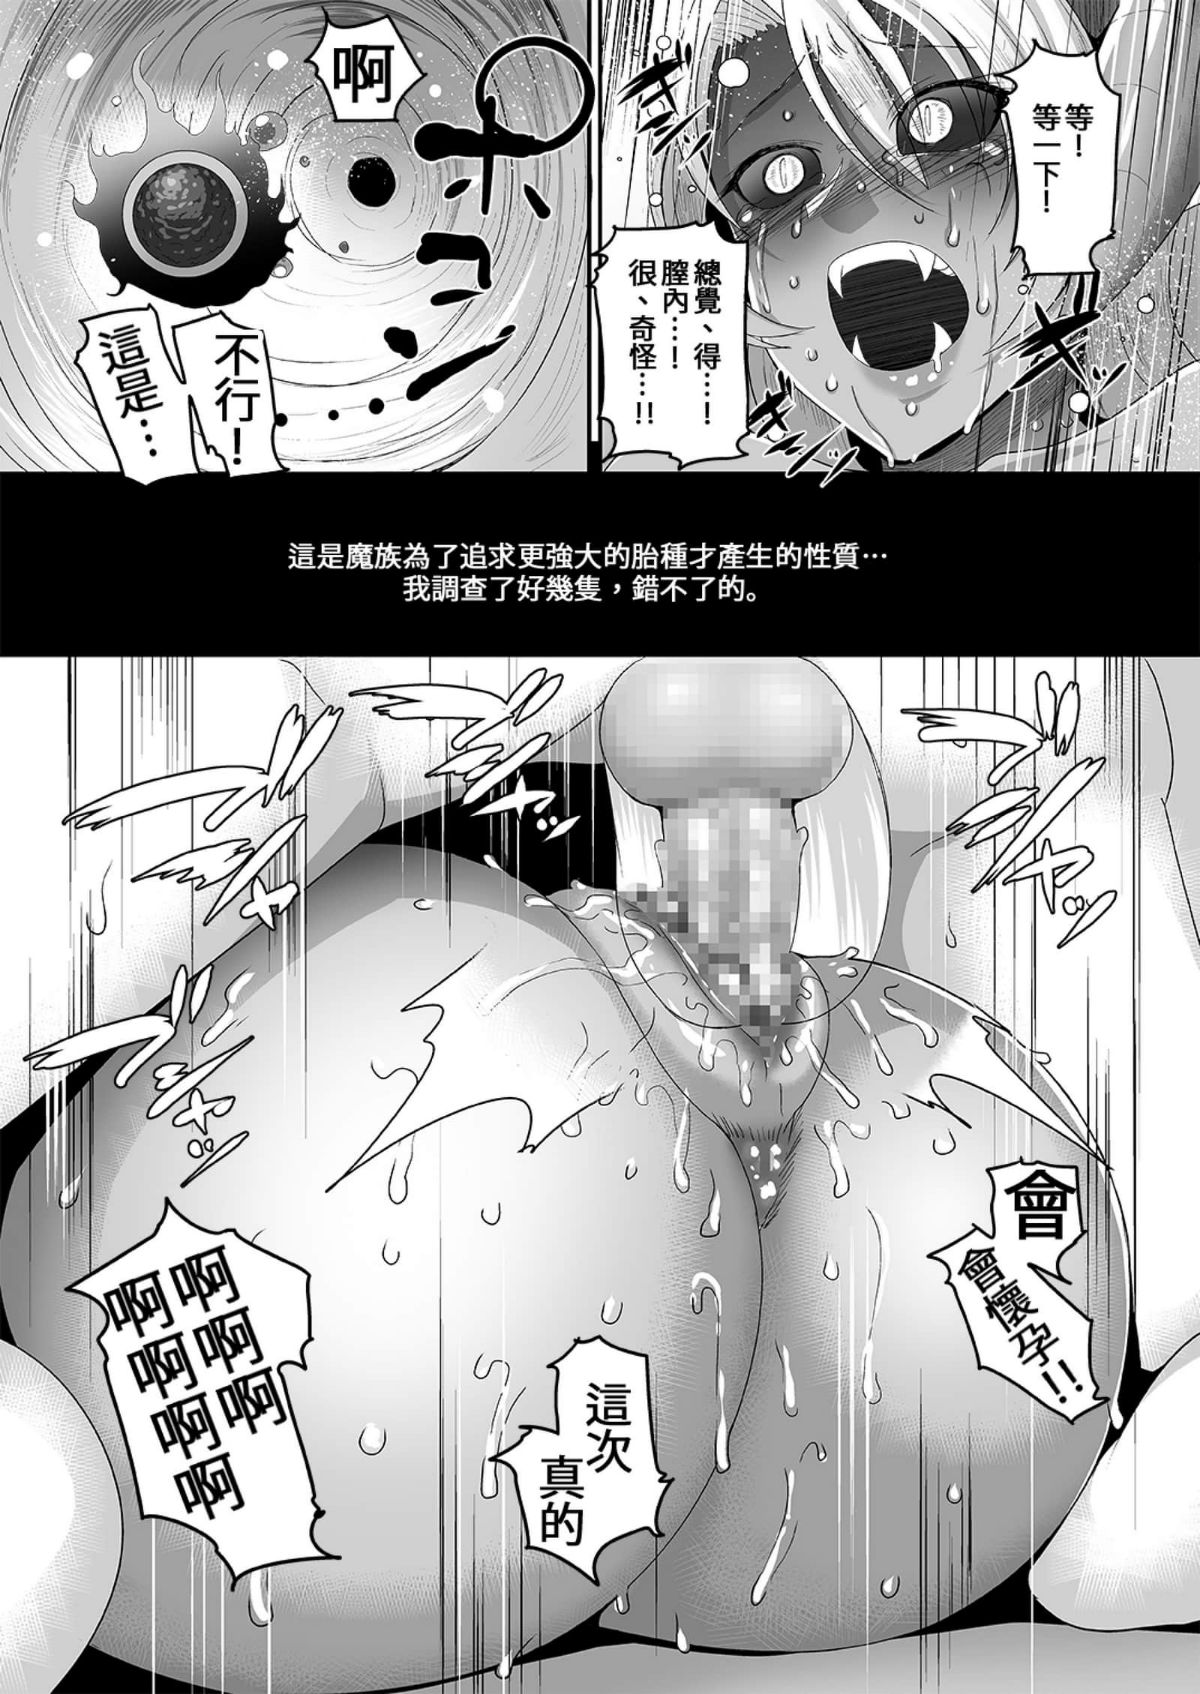 等！
等一下！
總覺、得…！
膣內…！
很、奇怪…!!
啊
ポロン
・・・
不行！
這是…
這是魔族為了追求更強大的胎種才產生的性質…
我調查了好幾隻，錯不了的。
會
會懷孕!!
這次
真的
啊啊啊
啊啊啊啊